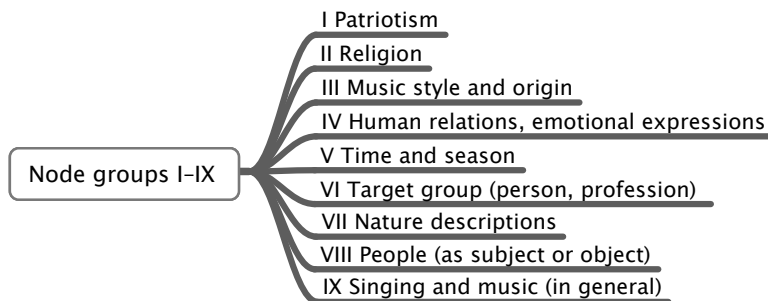 I Patriotism
II Religion
III Music style and origin
IV Human relations, emotional expressions
Node groups I–IX
V Time and season
VI Target group (person, profession)
VII Nature descriptions
VIII People (as subject or object)
IX Singing and music (in general)